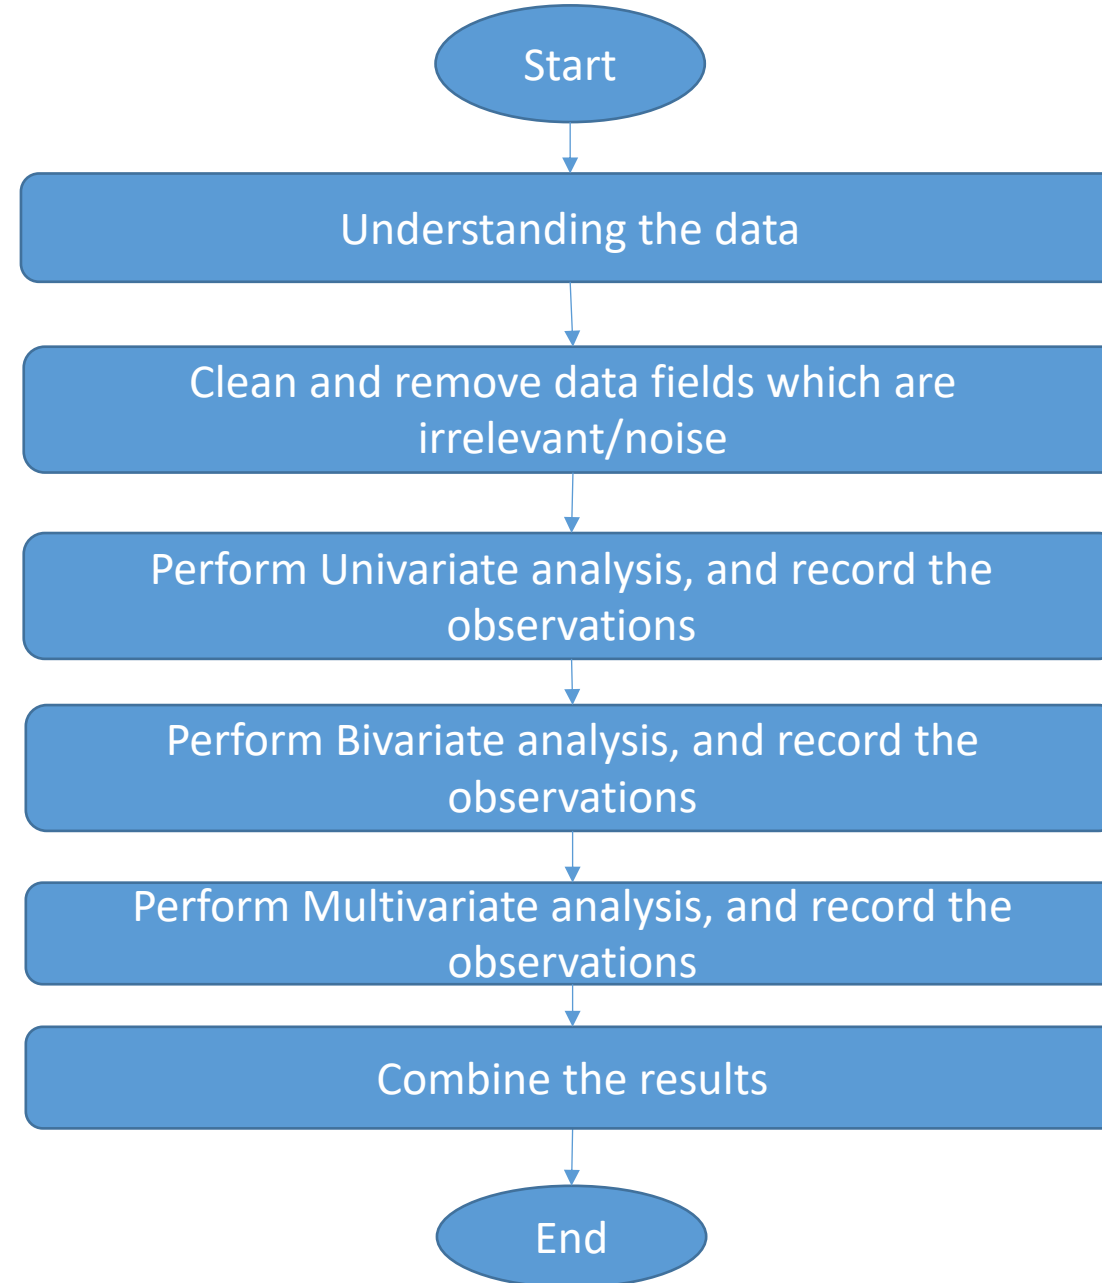 Start
Understanding the data
Clean and remove data fields which are
irrelevant/noise
Perform Univariate analysis, and record the
observations
Perform Bivariate analysis, and record the
observations
Perform Multivariate analysis, and record the
observations
Combine the results
End